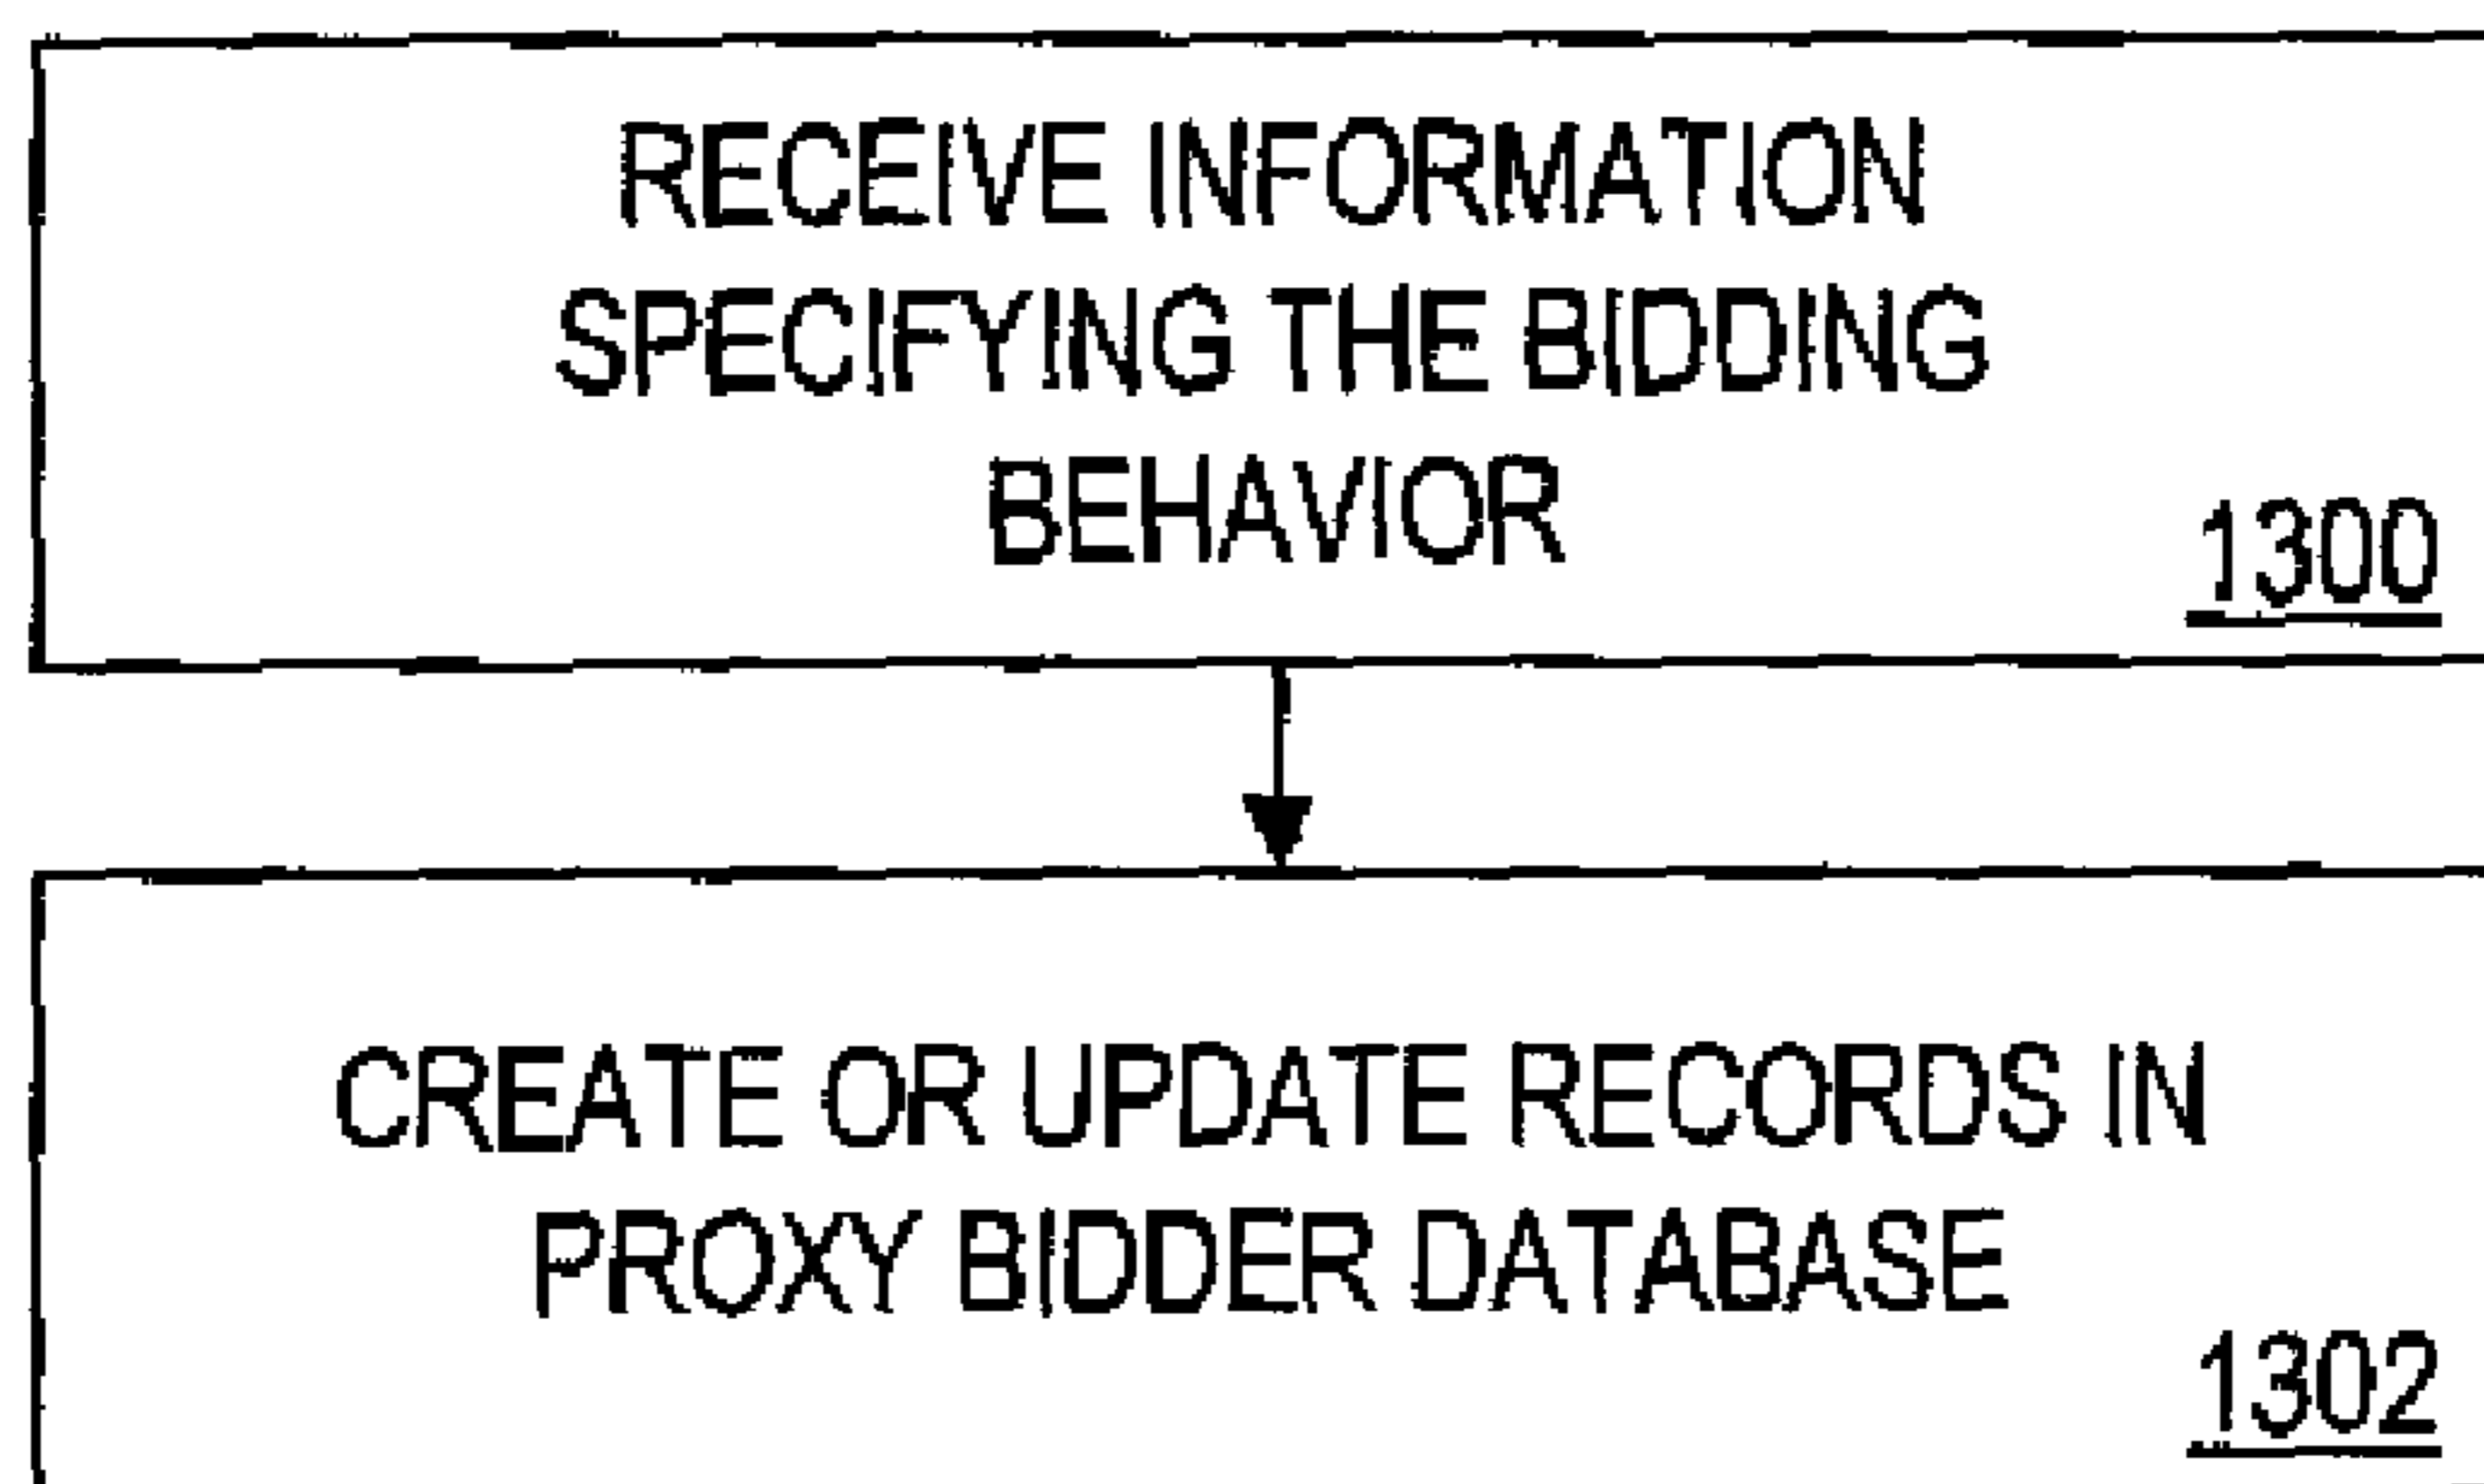 RECEIVE INFORMATION
SPECIFYING THE BIDDING
BEHAVIOR
1300
CREATE OR UPDATE RECORDS IN
PROXY BIDDER DATABASE
1302